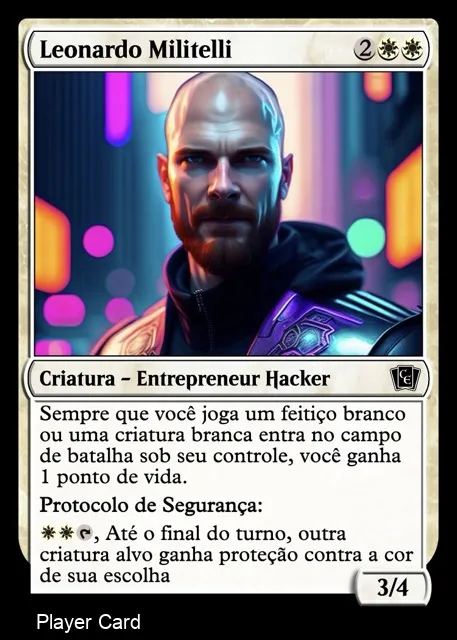 Leonardo Militelli 2
Criatura – Entrepreneur Hacker CE
Sempre que você joga um feitiço branco
ou uma criatura branca entra no campo
de batalha sob seu controle, você ganha
1 ponto de vida.
Protocolo de Segurança:
, Até o final do turno, outra
criatura alvo ganha proteção contra a cor
de sua escolha
3/4
Player Card